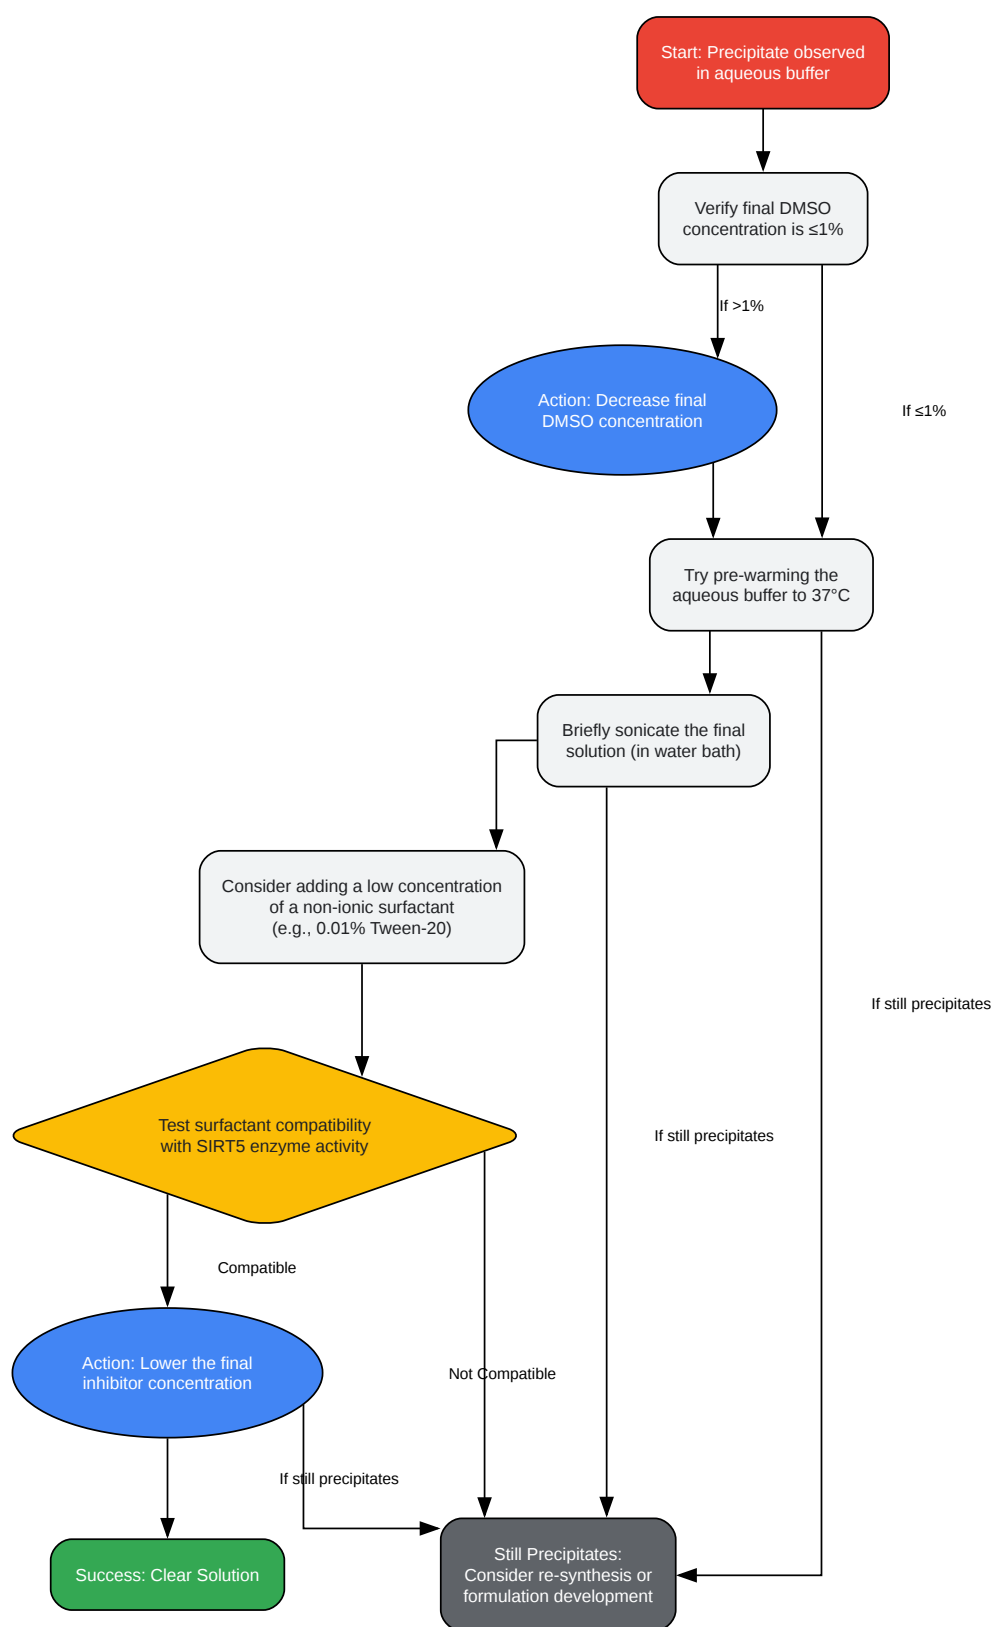 Start: Precipitate observed
in aqueous buffer
Verify final DMSO
concentration is ≤1%
If >1%
Action: Decrease final
DMSO concentration
If ≤1%
Try pre-warming the
aqueous buffer to 37°C
Briefly sonicate the final
solution (in water bath)
Consider adding a low concentration
of a non-ionic surfactant
(e.g., 0.01% Tween-20)
If still precipitates
Test surfactant compatibility
with SIRT5 enzyme activity
If still precipitates
Compatible
Action: Lower the final
inhibitor concentration
Not Compatible
If still precipitates
Success: Clear Solution
Still Precipitates:
Consider re-synthesis or
formulation development